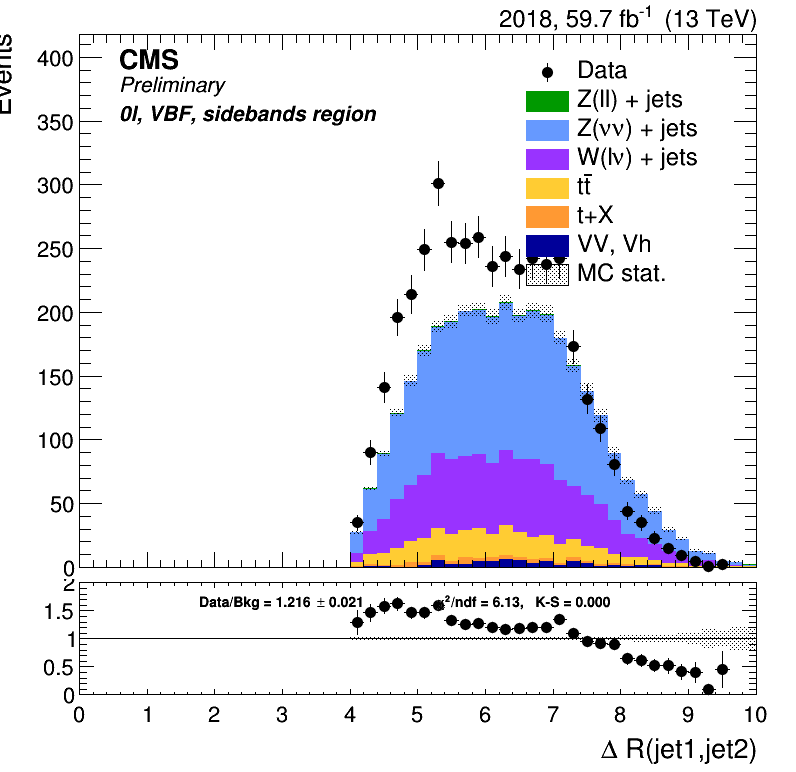 2018, 59.7 fb⁻¹ (13 TeV)
Events
CMS
Preliminary
0l, VBF, sidebands region
Data
Z(ll) + jets
Z(νν) + jets
W(lν) + jets
tt̄
t+X
VV, Vh
MC stat.
400
350
300
250
200
150
100
50
0
Data/Bkg = 1.216 ± 0.021 χ²/ndf = 6.13, K-S = 0.000
2
1.5
1
0.5
0
0 1 2 3 4 5 6 7 8 9 10
Δ R(jet1,jet2)